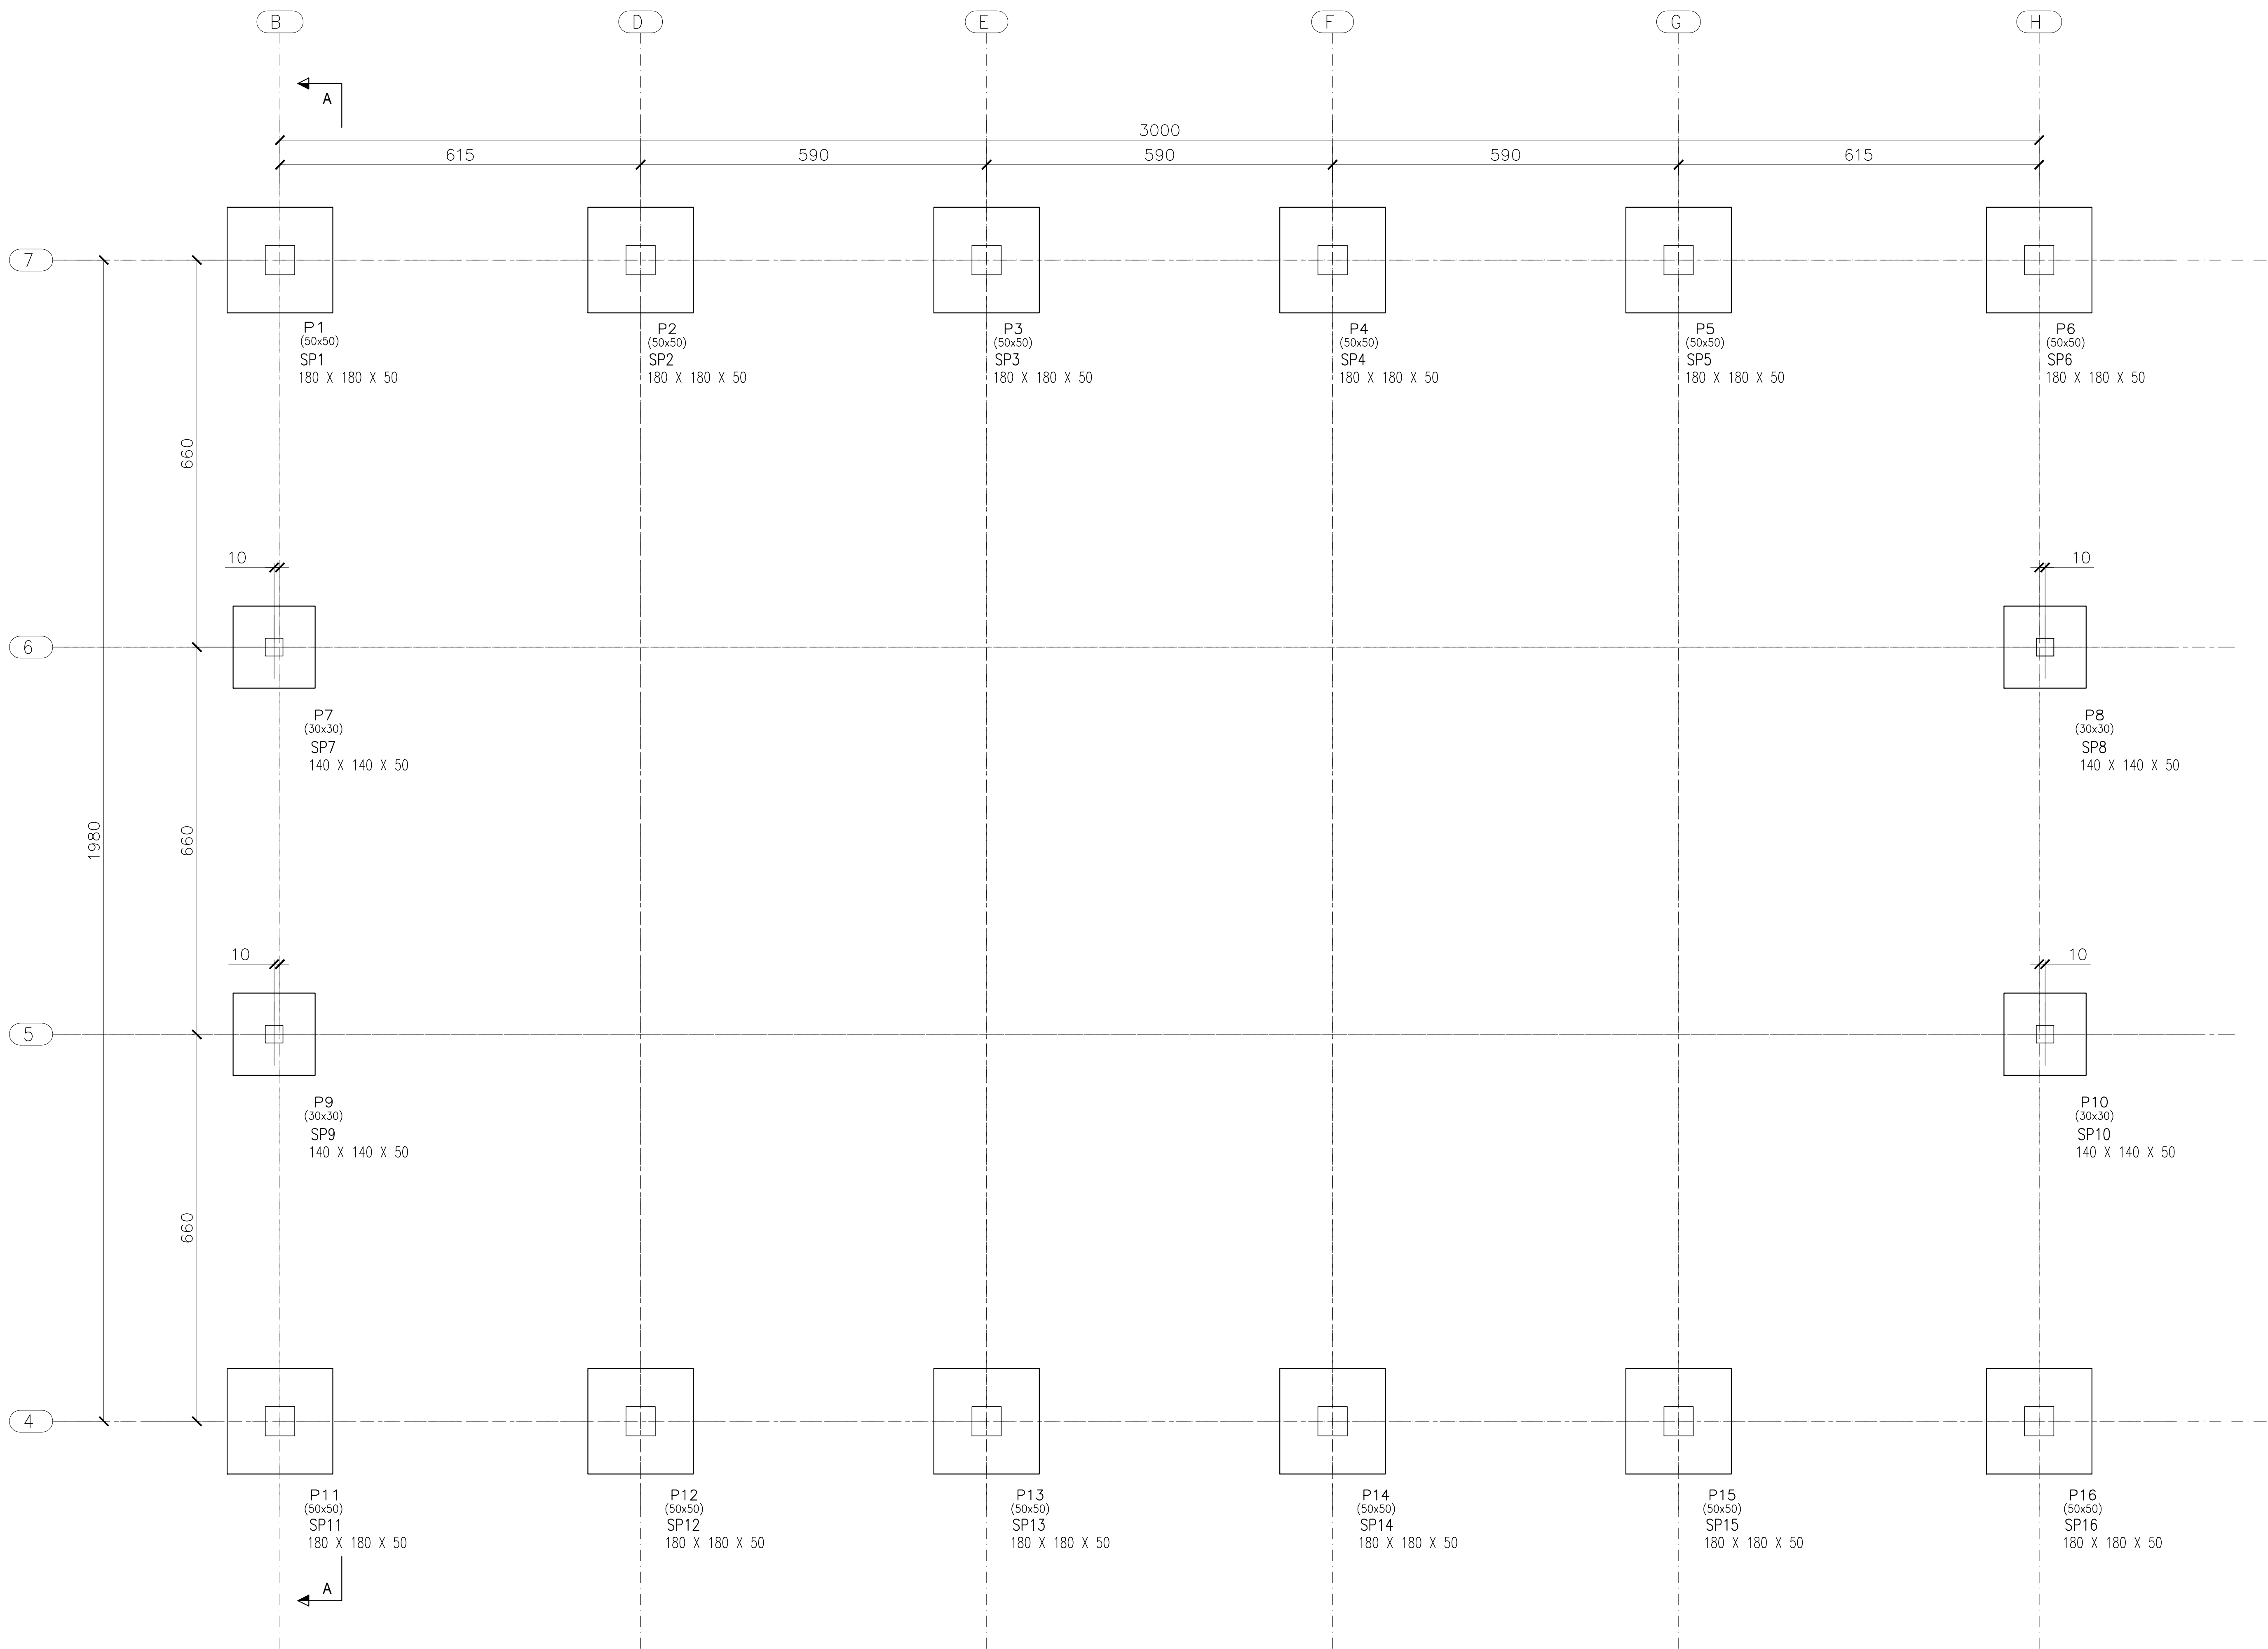 B D E F G H
A
3000
615 590 590 590 615
7
P1 P2 P3 P4 P5 P6
(50x50) (50x50) (50x50) (50x50) (50x50) (50x50)
SP1 SP2 SP3 SP4 SP5 SP6
180 X 180 X 50 180 X 180 X 50 180 X 180 X 50 180 X 180 X 50 180 X 180 X 50 180 X 180 X 50
660
10 10
6
P7 P8
(30x30) (30x30)
SP7 SP8
140 X 140 X 50 140 X 140 X 50
1980 660
10 10
5
P9 P10
(30x30) (30x30)
SP9 SP10
140 X 140 X 50 140 X 140 X 50
660
4
P11 P12 P13 P14 P15 P16
(50x50) (50x50) (50x50) (50x50) (50x50) (50x50)
SP11 SP12 SP13 SP14 SP15 SP16
180 X 180 X 50 180 X 180 X 50 180 X 180 X 50 180 X 180 X 50 180 X 180 X 50 180 X 180 X 50
A